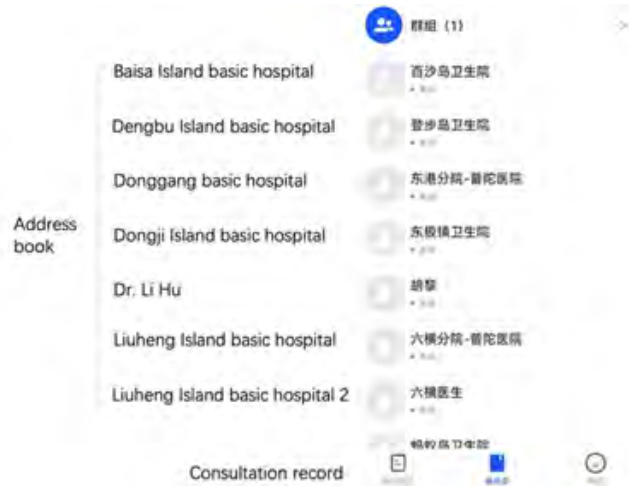 群组 (1)
Baisa Island basic hospital
百沙岛卫生院
Dengbu Island basic hospital
登步岛卫生院
Donggang basic hospital
东港分院-普陀医院
Address
book
Dongji Island basic hospital
东极镇卫生院
Dr. Li Hu
胡黎
Liuheng Island basic hospital
六横分院-普陀医院
Liuheng Island basic hospital 2
六横医生
Consultation record